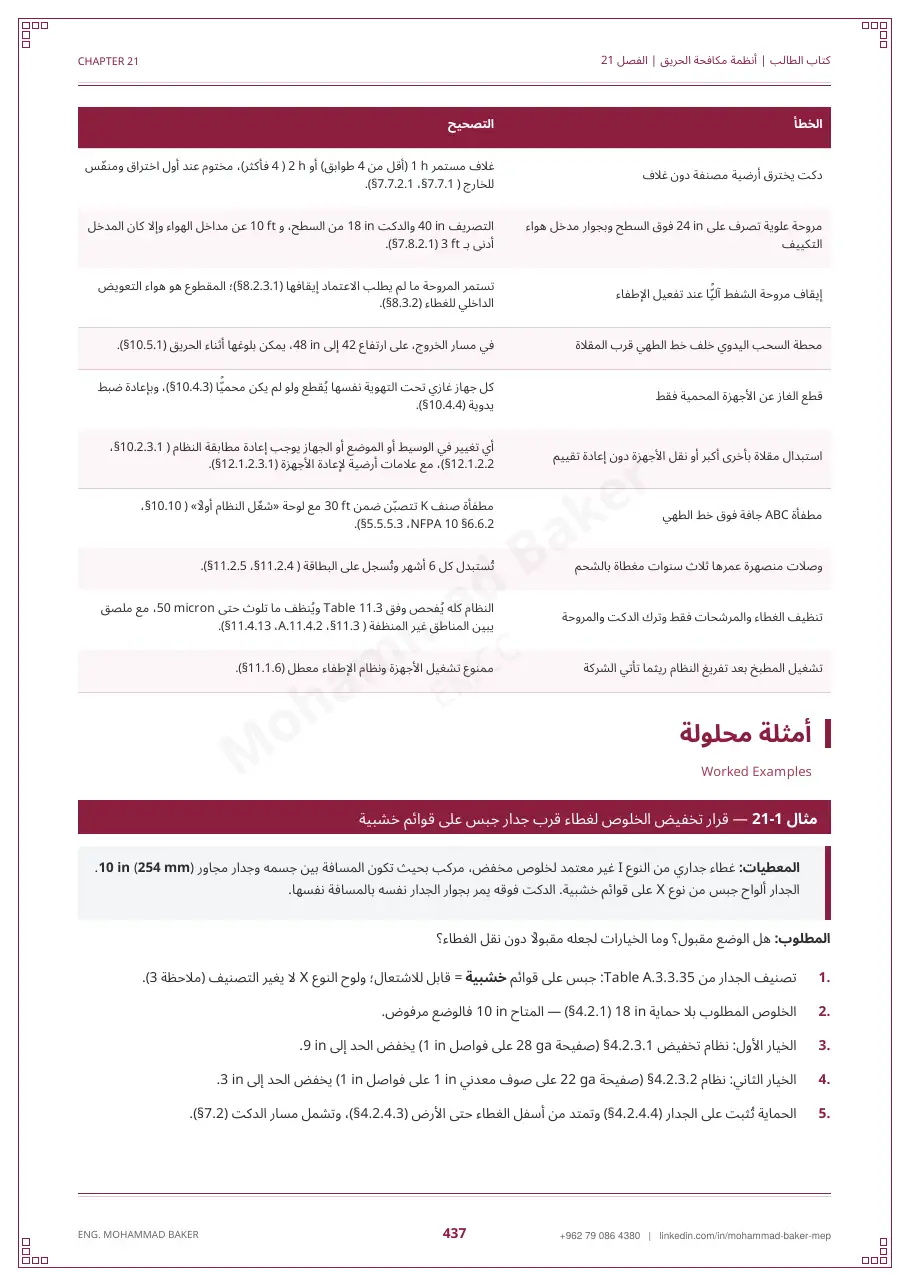 كتاب الطالب | أنظمة مكافحة الحريق | الفصل 21
CHAPTER 21
الخطأ
التصحيح
دكت يخترق أرضية مصنفة دون غلاف
غلاف مستمر 1 h (أقل من 4 طوابق) أو 2 h ( 4 فأكثر)، مختوم عند أول اختراق ومنفّس
للخارج ( §7.7.1، §7.7.2.1).
مروحة علوية تصرف على 24 in فوق السطح وبجوار مدخل هواء
التكييف
التصريف 40 in والدكت 18 in من السطح، و 10 ft عن مداخل الهواء وإلا كان المدخل
أدنى بـ 3 ft (§7.8.2.1).
إيقاف مروحة الشفط آليًّا عند تفعيل الإطفاء
تستمر المروحة ما لم يطلب الاعتماد إيقافها (§8.2.3.1)؛ المقطوع هو هواء التعويض
الداخلي للغطاء (§8.3.2).
محطة السحب اليدوي خلف خط الطهي قرب المقلاة
في مسار الخروج، على ارتفاع 42 إلى 48 in، يمكن بلوغها أثناء الحريق (§10.5.1).
قطع الغاز عن الأجهزة المحمية فقط
كل جهاز غازي تحت التهوية نفسها يُقطع ولو لم يكن محميًّا (§10.4.3)، وبإعادة ضبط
يدوية (§10.4.4).
استبدال مقلاة بأخرى أكبر أو نقل الأجهزة دون إعادة تقييم
أي تغيير في الوسيط أو الموضع أو الجهاز يوجب إعادة مطابقة النظام ( §10.2.3.1،
§12.1.2.2)، مع علامات أرضية لإعادة الأجهزة (§12.1.2.3.1).
مطفأة ABC جافة فوق خط الطهي
مطفأة صنف K تتصبّن ضمن 30 ft مع لوحة «شغّل النظام أولًا» ( §10.10،
NFPA 10 §6.6.2، §5.5.5.3).
وصلات منصهرة عمرها ثلاث سنوات مغطاة بالشحم
تُستبدل كل 6 أشهر وتُسجل على البطاقة ( §11.2.4، §11.2.5).
تنظيف الغطاء والمرشحات فقط وترك الدكت والمروحة
النظام كله يُفحص وفق Table 11.3 ويُنظف ما تلوث حتى 50 micron، مع ملصق
يبين المناطق غير المنظفة ( §11.3، A.11.4.2، §11.4.13).
تشغيل المطبخ بعد تفريغ النظام ريثما تأتي الشركة
ممنوع تشغيل الأجهزة ونظام الإطفاء معطل (§11.1.6).
Mohammad Baker
أمثلة محلولة
Worked Examples
مثال 1-21 — قرار تخفيض الخلوص لغطاء قرب جدار جبس على قوائم خشبية
المعطيات: غطاء جداري من النوع I غير معتمد لخلوص مخفض، مركب بحيث تكون المسافة بين جسمه وجدار مجاور 10 in (254 mm).
الجدار ألواح جبس من نوع X على قوائم خشبية. الدكت فوقه يمر بجوار الجدار نفسه بالمسافة نفسها.
المطلوب: هل الوضع مقبول؟ وما الخيارات لجعله مقبولًا دون نقل الغطاء؟
1. تصنيف الجدار من Table A.3.3.35: جبس على قوائم خشبية = قابل للاشتعال؛ ولوح النوع X لا يغير التصنيف (ملاحظة 3).
2. الخلوص المطلوب بلا حماية 18 in (§4.2.1) — المتاح 10 in فالوضع مرفوض.
3. الخيار الأول: نظام تخفيض §4.2.3.1 (صفيحة 28 ga على فواصل 1 in) يخفض الحد إلى 9 in.
4. الخيار الثاني: نظام §4.2.3.2 (صفيحة 22 ga على صوف معدني 1 in على فواصل 1 in) يخفض الحد إلى 3 in.
5. الحماية تُثبت على الجدار (§4.2.4.4) وتمتد من أسفل الغطاء حتى الأرض (§4.2.4.3)، وتشمل مسار الدكت (§7.2).
ENG. MOHAMMAD BAKER
437
+962 79 086 4380 | linkedin.com/in/mohammad-baker-mep